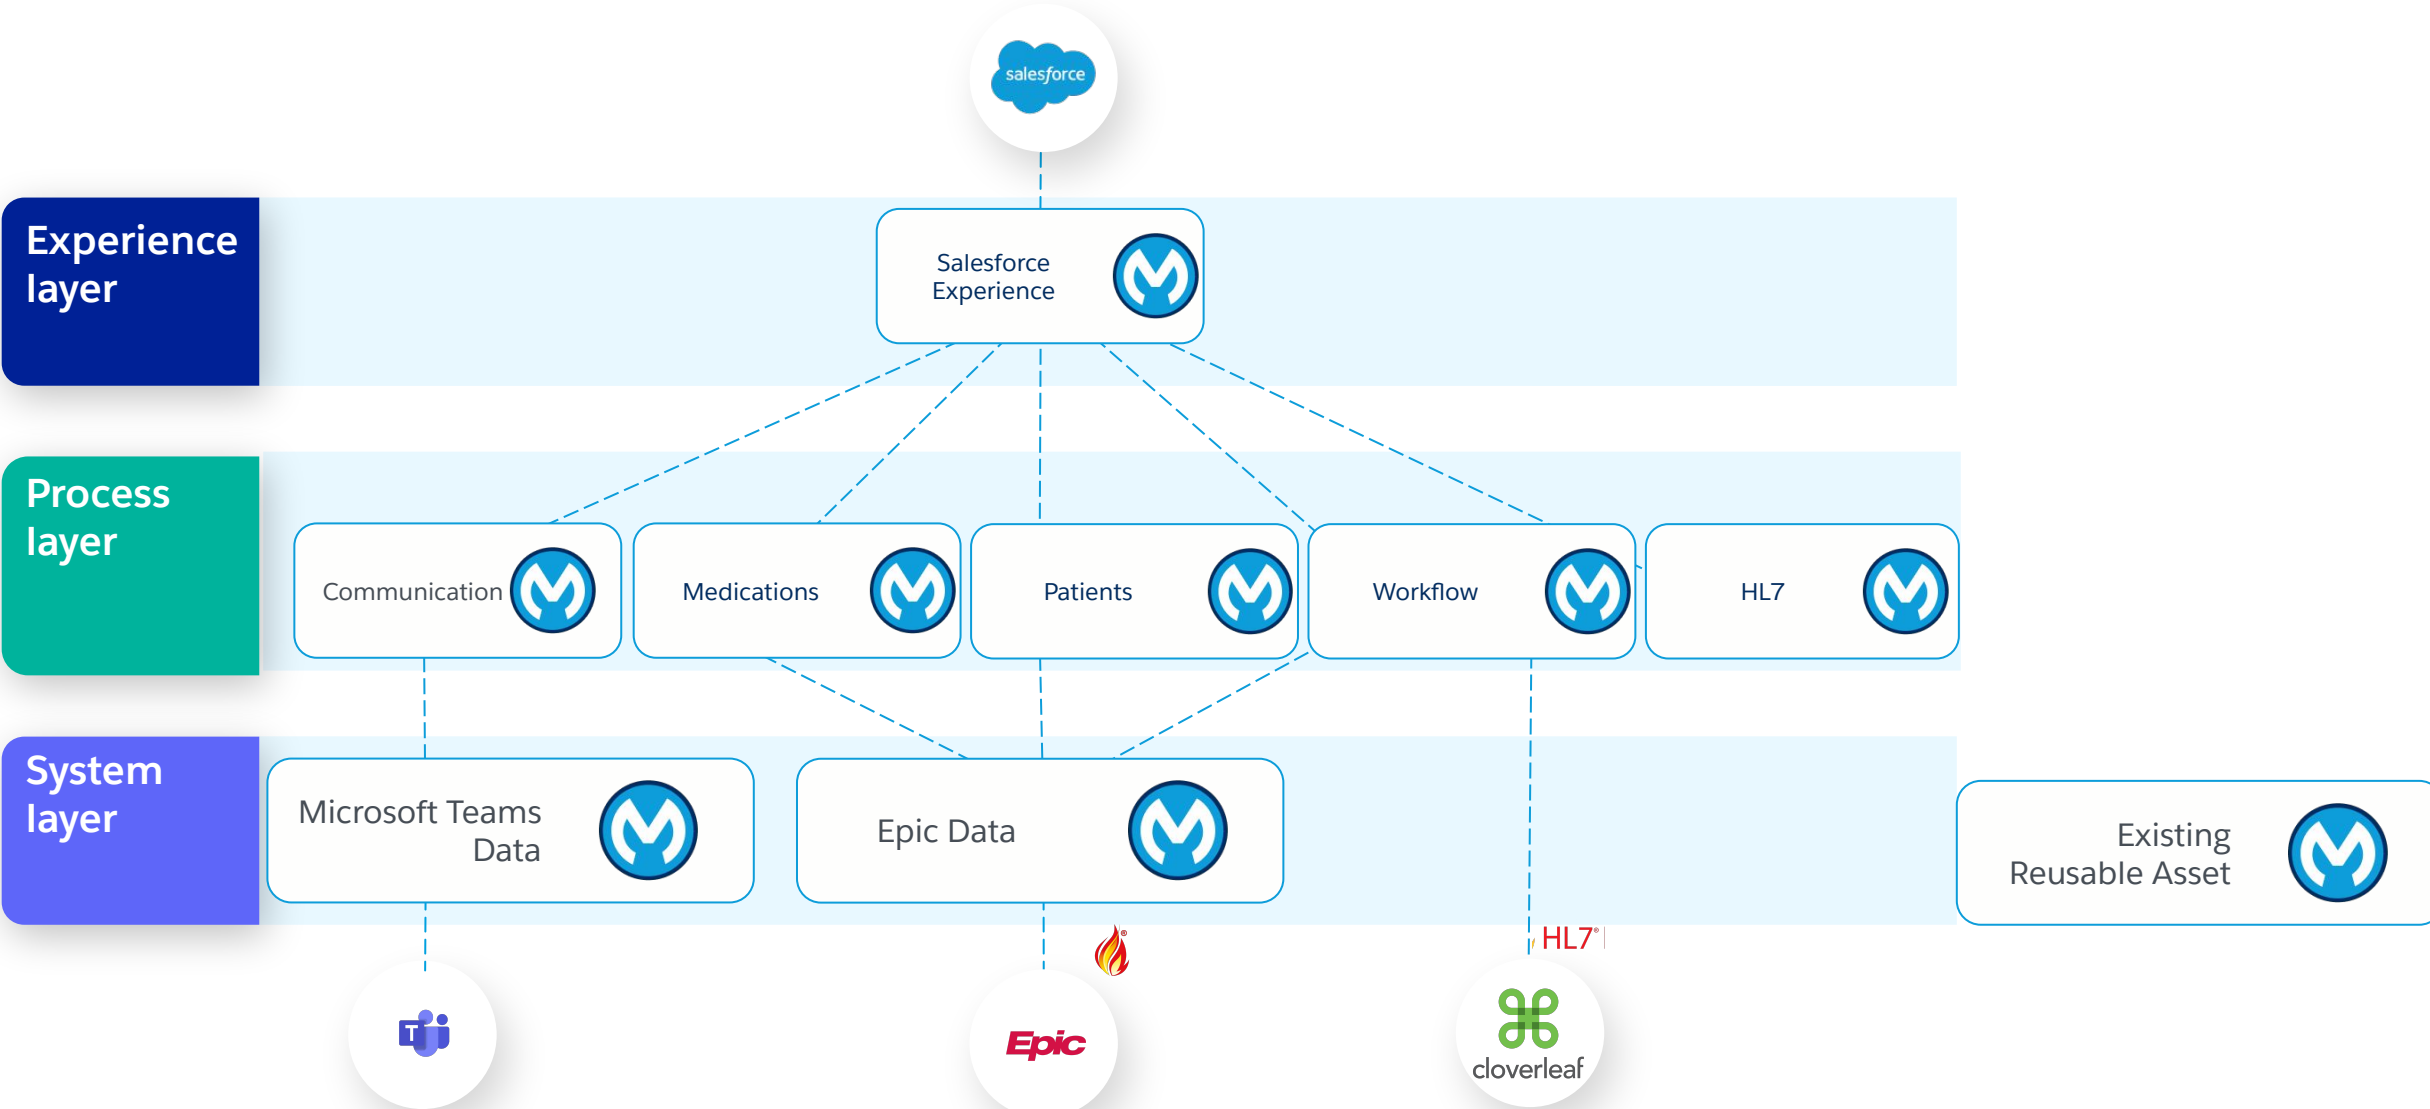 salesforce
Experience
layer
Salesforce
Experience
Process
layer
Communication
Medications
Patients
Workflow
HL7
System
layer
Microsoft Teams
Data
Epic Data
Existing
Reusable Asset
®
HL7®
T
Epic
cloverleaf